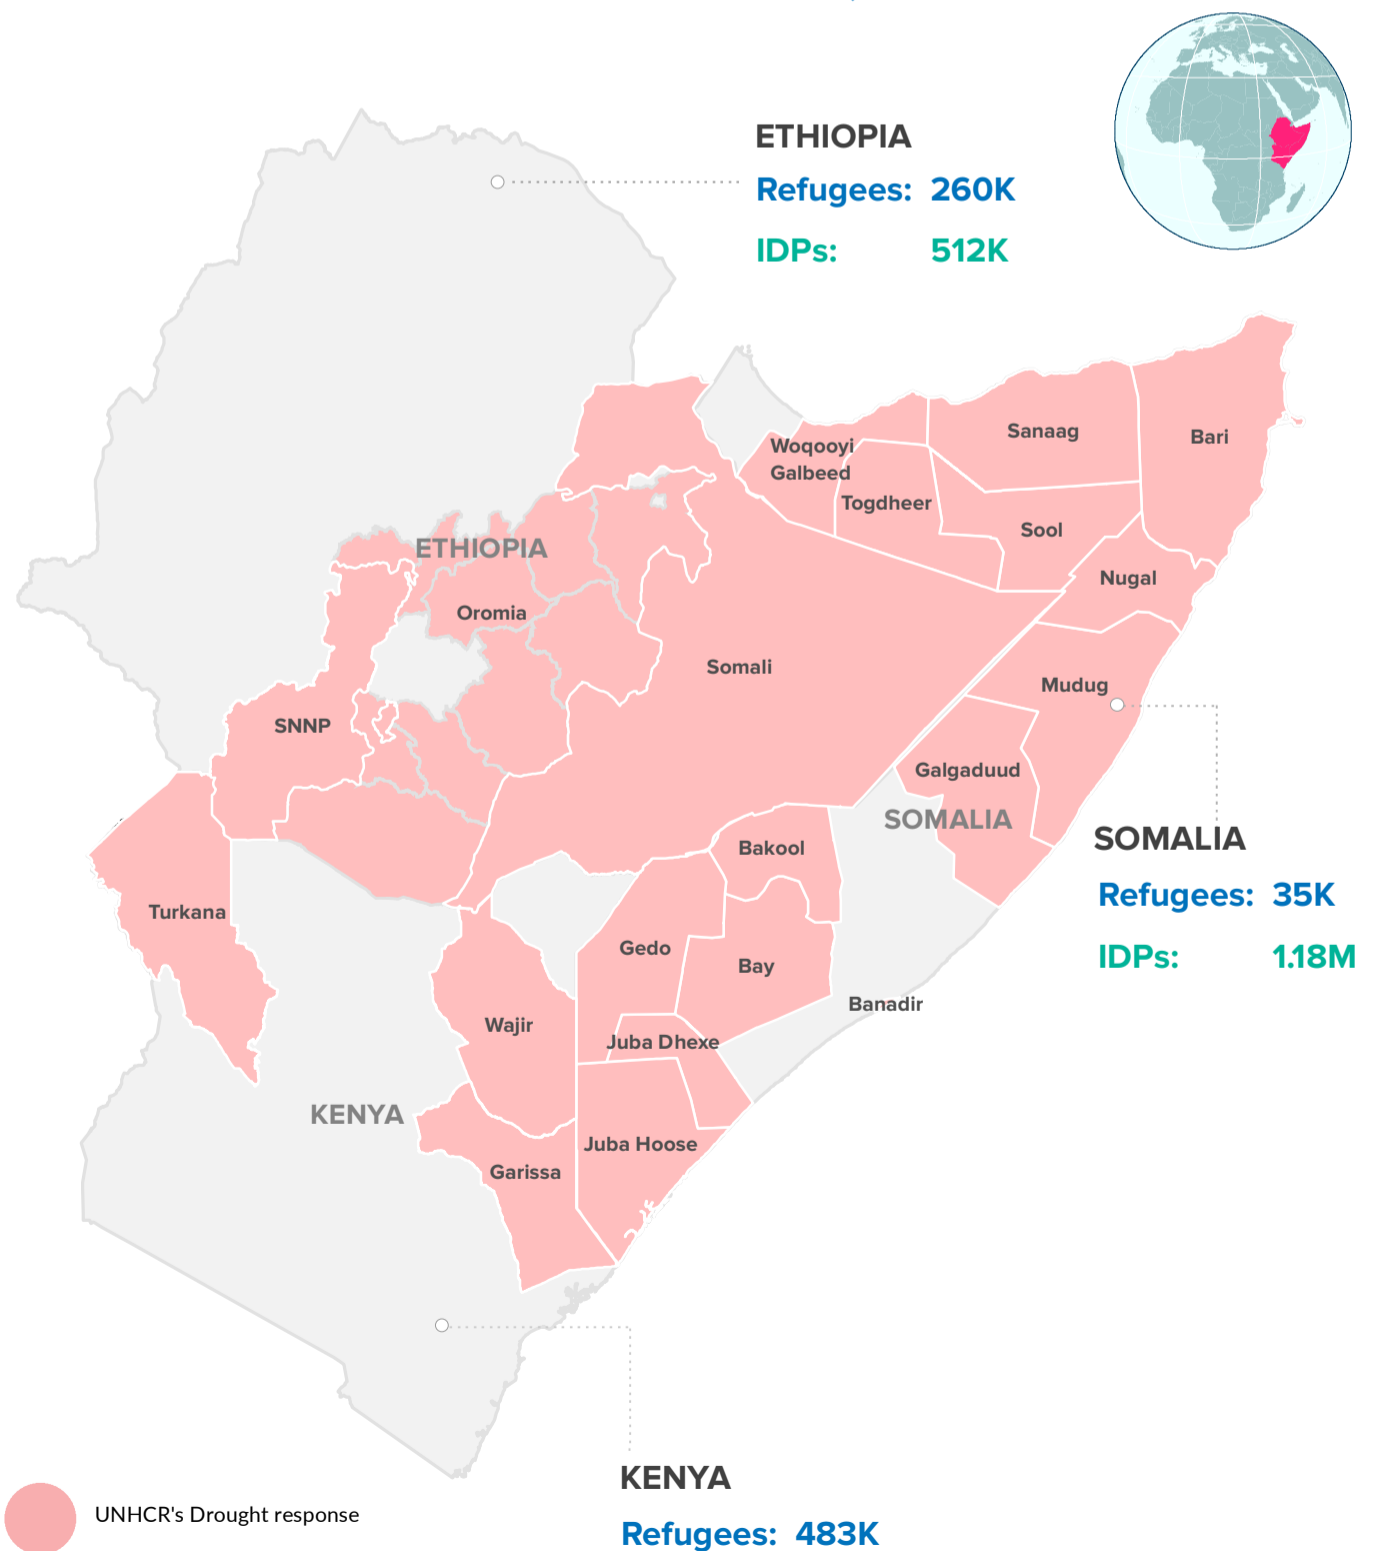 ETHIOPIA
Refugees: 260K
IDPs: 512K
Sanaag
Bari
Woqooyi
Galbeed
Togdheer
Sool
ETHIOPIA
Nugal
Oromia
Somali
Mudug
SNNP
Galgaduud
SOMALIA
SOMALIA
Refugees: 35K
IDPs: 1.18M
Bakool
Turkana
Gedo
Bay
Banadir
Wajir
Juba Dhexe
KENYA
Juba Hoose
Garissa
KENYA
Refugees: 483K
UNHCR's Drought response